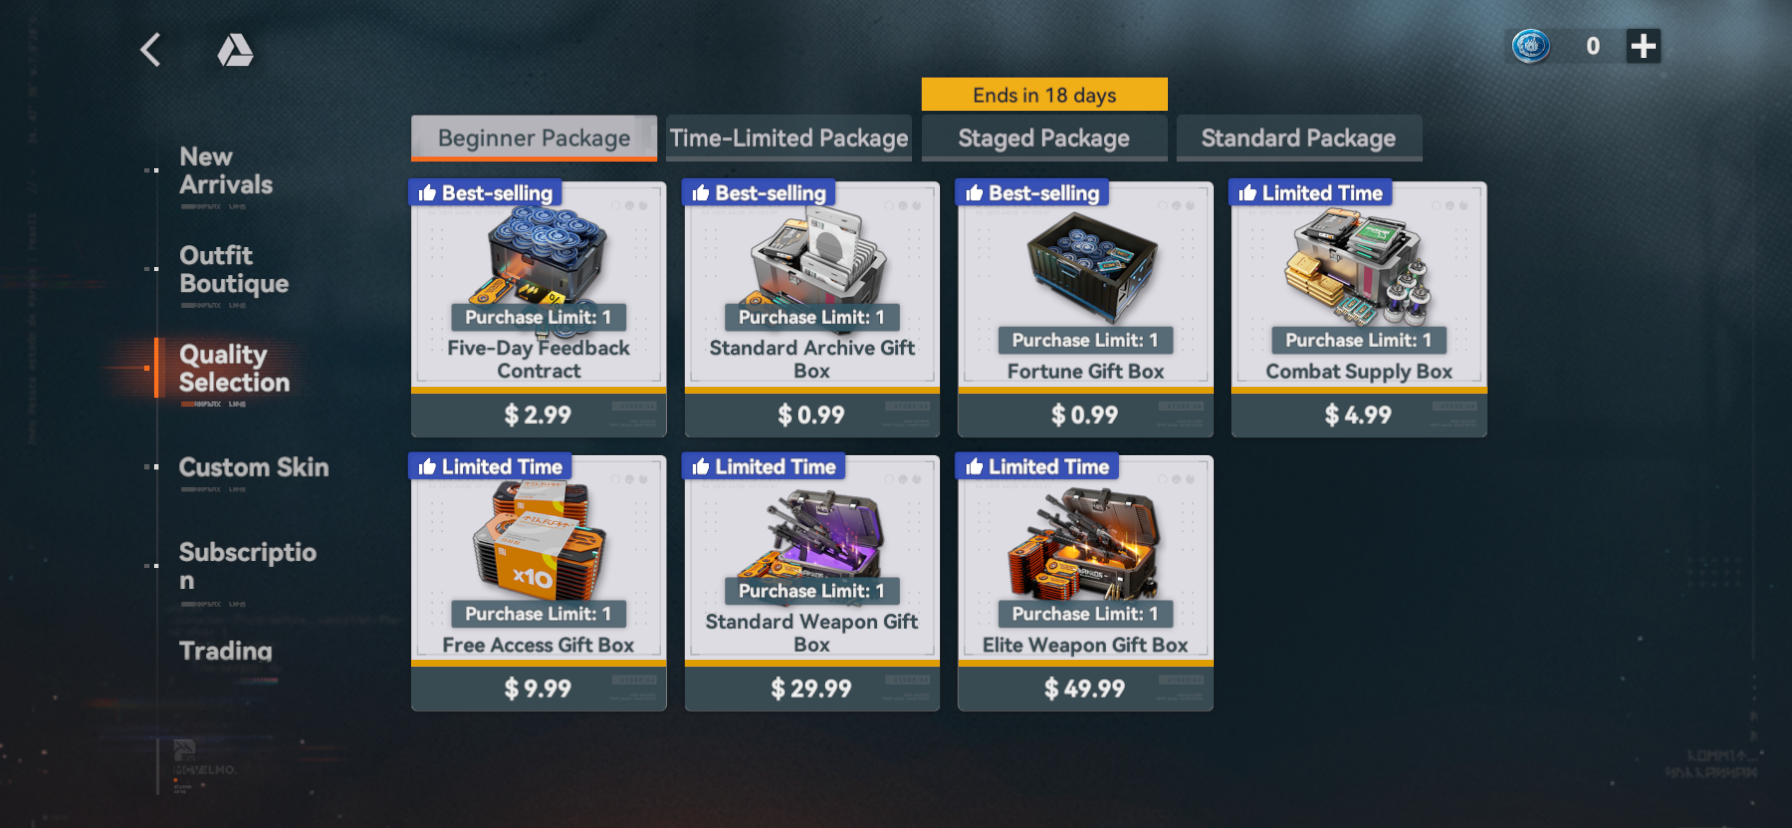 0
Ends in 18 days
Beginner Package
Time-Limited Package
Staged Package
Standard Package
New
Arrivals
Outfit
Boutique
Quality
Selection
Custom Skin
Subscriptio
n
Trading
Best-selling
Purchase Limit: 1
Five-Day Feedback
Contract
$ 2.99
Best-selling
Purchase Limit: 1
Standard Archive Gift
Box
$ 0.99
Best-selling
Purchase Limit: 1
Fortune Gift Box
$ 0.99
Limited Time
Purchase Limit: 1
Combat Supply Box
$ 4.99
Limited Time
x10
Purchase Limit: 1
Free Access Gift Box
$ 9.99
Limited Time
Purchase Limit: 1
Standard Weapon Gift
Box
$ 29.99
Limited Time
Purchase Limit: 1
Elite Weapon Gift Box
$ 49.99